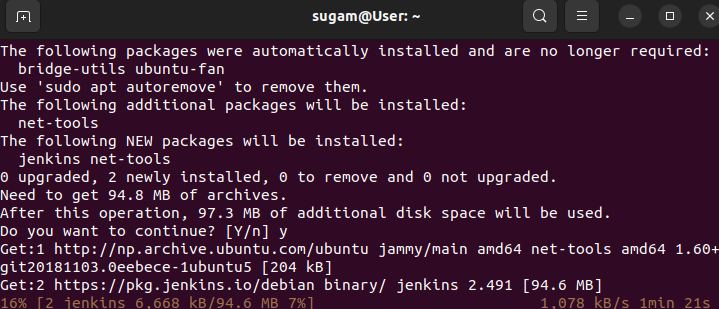 sugam@User: ~
The following packages were automatically installed and are no longer required:
  bridge-utils ubuntu-fan
Use 'sudo apt autoremove' to remove them.
The following additional packages will be installed:
  net-tools
The following NEW packages will be installed:
  jenkins net-tools
0 upgraded, 2 newly installed, 0 to remove and 0 not upgraded.
Need to get 94.8 MB of archives.
After this operation, 97.3 MB of additional disk space will be used.
Do you want to continue? [Y/n] y
Get:1 http://np.archive.ubuntu.com/ubuntu jammy/main amd64 net-tools amd64 1.60+
git20181103.0eebece-1ubuntu5 [204 kB]
Get:2 https://pkg.jenkins.io/debian binary/ jenkins 2.491 [94.6 MB]
16% [2 jenkins 6,668 kB/94.6 MB 7%] 1,078 kB/s 1min 21s